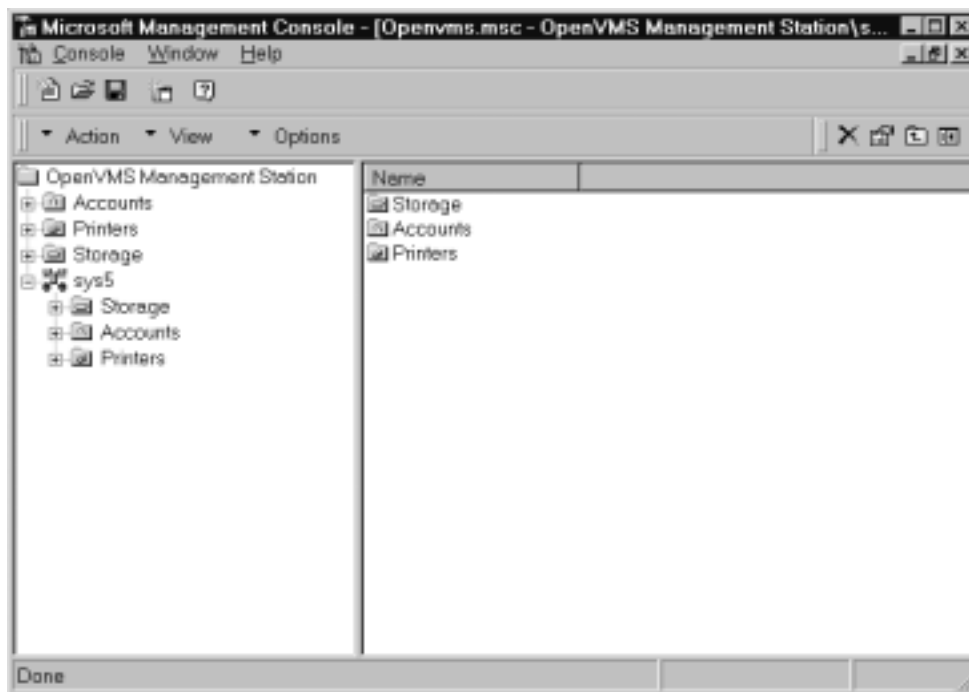 Microsoft Management Console - [Openvms.msc - OpenVMS Management Station\s...
Console Window Help
Action View Options
OpenVMS Management Station
Accounts
Printers
Storage
sys5
Storage
Accounts
Printers
Name
Storage
Accounts
Printers
Done